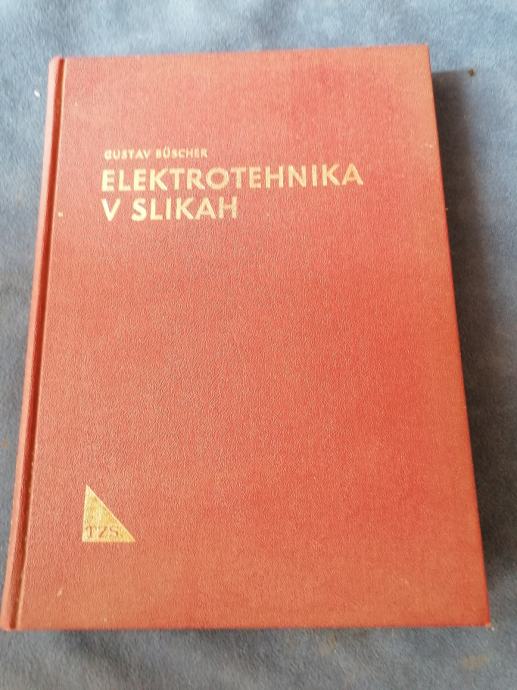 GUSTAV BÜSCHER
ELEKTROTEHNIKA
V SLIKAH
TZS